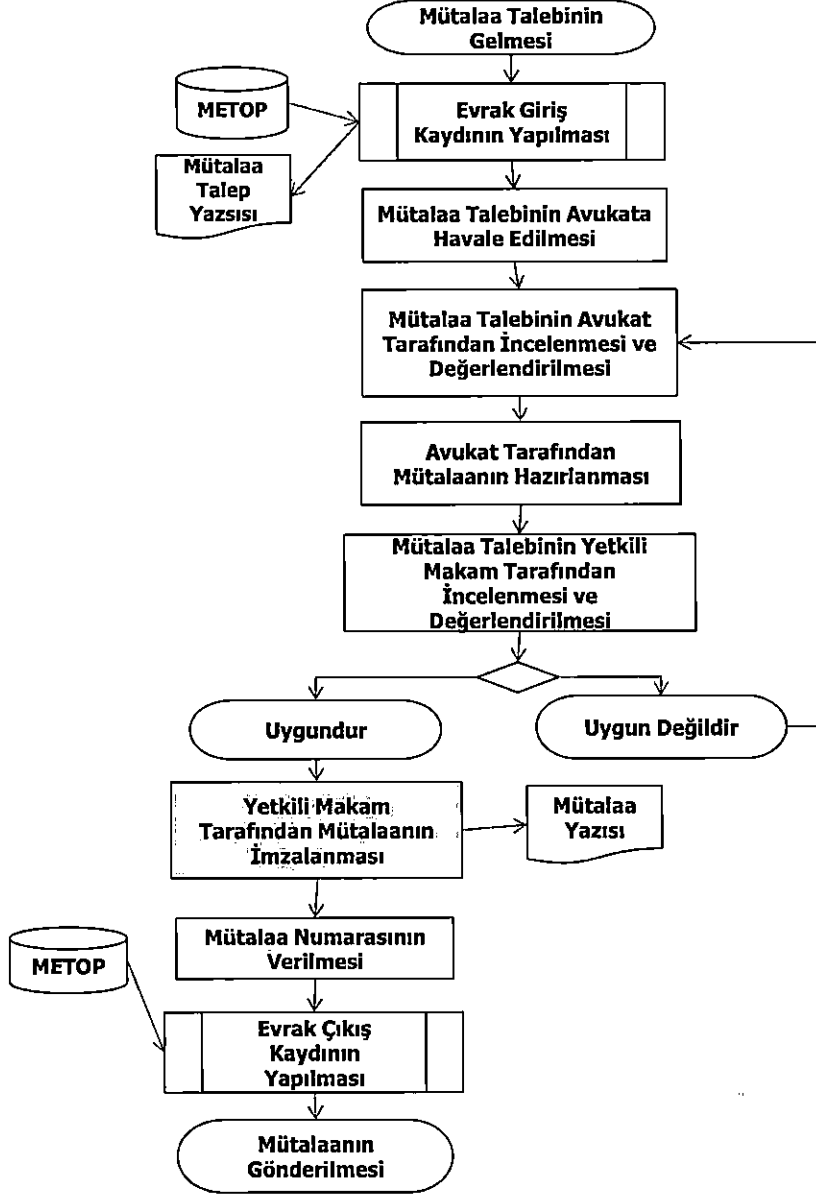 Mütalaa Talebinin
Gelmesi
METOP
Evrak Giriş
Kaydının Yapılması
Mütalaa
Talep
Yazsısı
Mütalaa Talebinin Avukata
Havale Edilmesi
Mütalaa Talebinin Avukat
Tarafından İncelenmesi ve
Değerlendirilmesi
Avukat Tarafından
Mütalaanın Hazırlanması
Mütalaa Talebinin Yetkili
Makam Tarafından
İncelenmesi ve
Değerlendirilmesi
Uygundur
Uygun Değildir
Yetkili Makam
Tarafından Mütalaanın
İmzalanması
Mütalaa
Yazısı
Mütalaa Numarasının
Verilmesi
METOP
Evrak Çıkış
Kaydının
Yapılması
Mütalaanın
Gönderilmesi